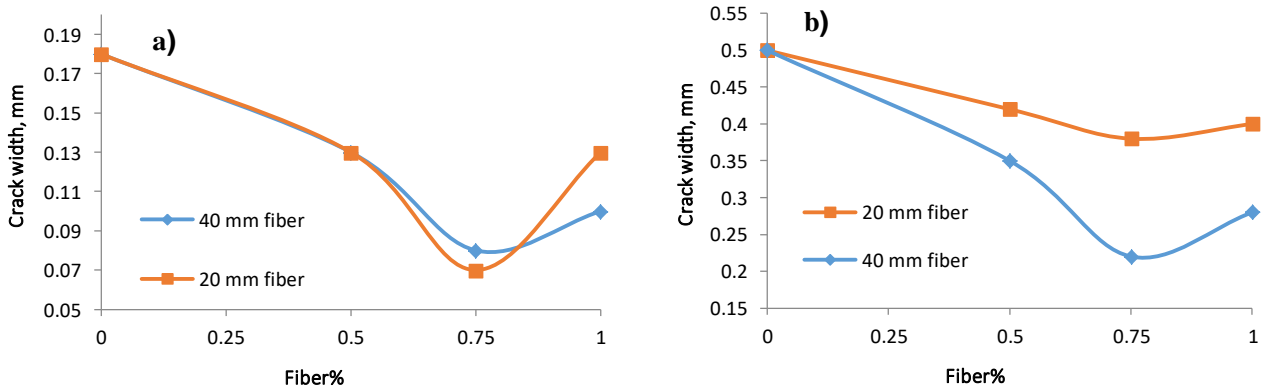 a)
Crack width, mm
0.19
0.17
0.15
0.13
0.11
0.09
0.07
0.05
40 mm fiber
20 mm fiber
0 0.25 0.5 0.75 1
Fiber%
b)
Crack width, mm
0.5
0.45
0.4
0.35
0.3
0.25
0.2
0.15
20 mm fiber
40 mm fiber
0 0.25 0.5 0.75 1
Fiber%